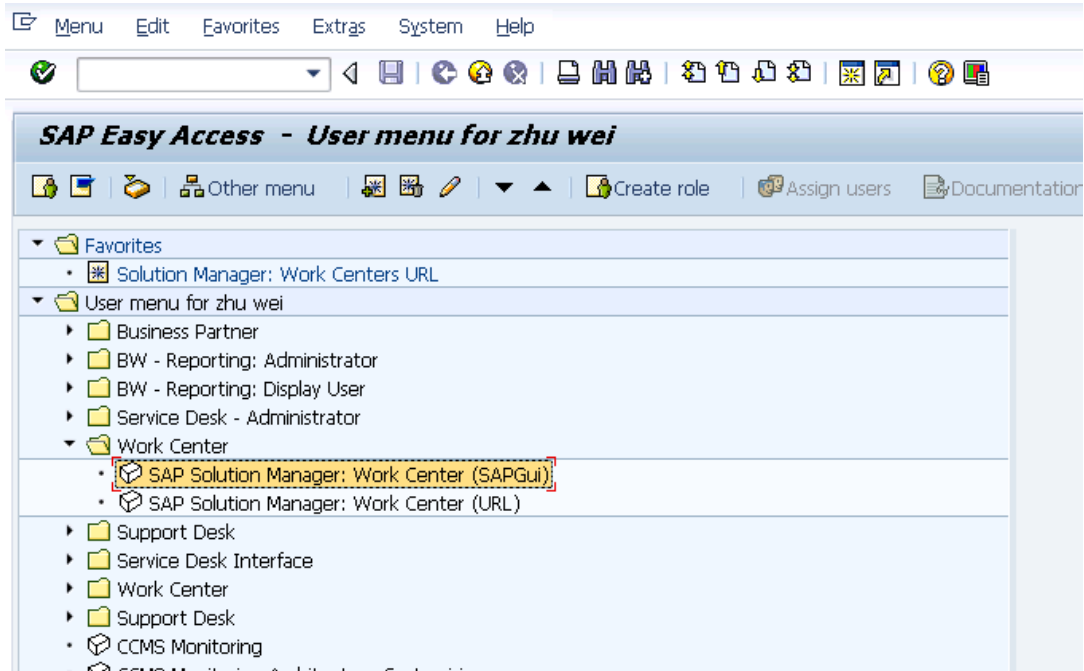 Menu Edit Favorites Extras System Help
SAP Easy Access - User menu for zhu wei
Other menu Create role Assign users Documentation
Favorites
Solution Manager: Work Centers URL
User menu for zhu wei
Business Partner
BW - Reporting: Administrator
BW - Reporting: Display User
Service Desk - Administrator
Work Center
SAP Solution Manager: Work Center (SAPGui)
SAP Solution Manager: Work Center (URL)
Support Desk
Service Desk Interface
Work Center
Support Desk
CCMS Monitoring